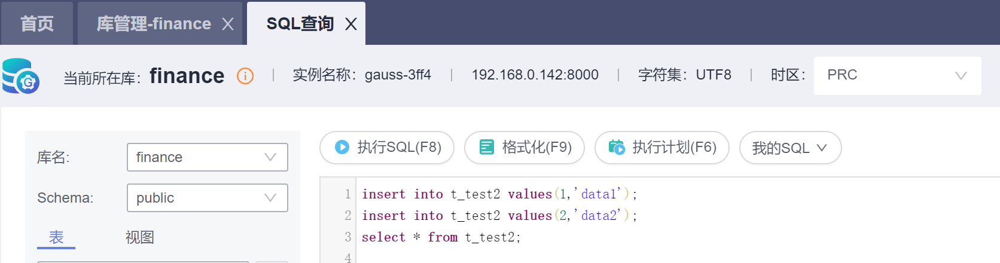 首页 库管理-finance X SQL查询 X
当前所在库：finance 实例名称：gauss-3ff4 192.168.0.142:8000 字符集：UTF8 时区： PRC
库名: finance
Schema: public
表 视图
执行SQL(F8) 格式化(F9) 执行计划(F6) 我的SQL
1 insert into t_test2 values(1,'data1');
2 insert into t_test2 values(2,'data2');
3 select * from t_test2;
4